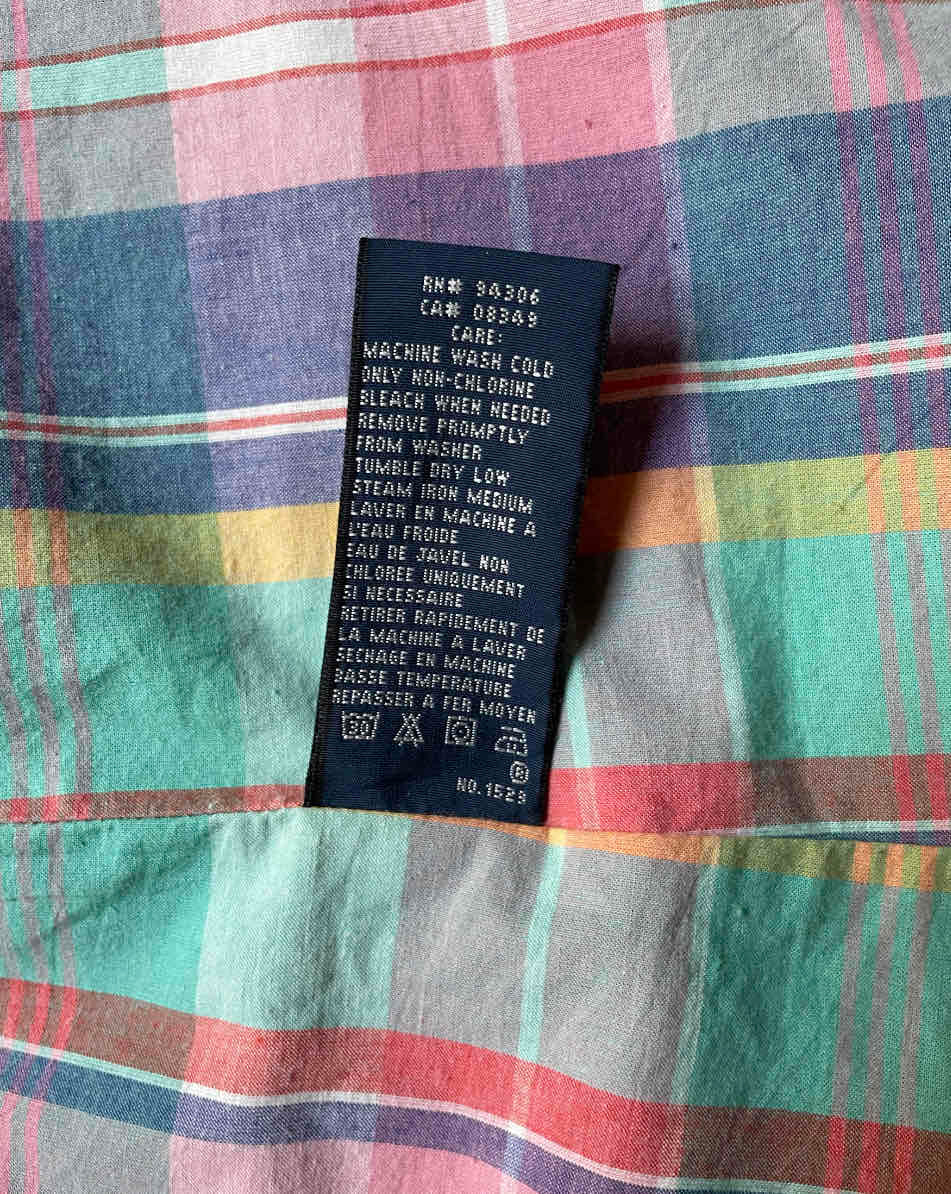 RN# 94306
CA# 08349
CARE:
MACHINE WASH COLD
ONLY NON-CHLORINE
BLEACH WHEN NEEDED
REMOVE PROMPTLY
FROM WASHER
TUMBLE DRY LOW
STEAM IRON MEDIUM
LAVER EN MACHINE A
L'EAU FROIDE
EAU DE JAVEL NON
CHLOREE UNIQUEMENT
SI NECESSAIRE
RETIRER RAPIDEMENT DE
LA MACHINE A LAVER
SECHAGE EN MACHINE
BASSE TEMPERATURE
REPASSER A FER MOYEN
30
®
NO.1529